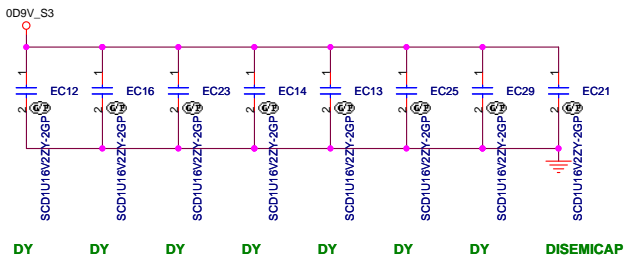 0D9V_S3
1 1 1 1 1 1 1 1
EC12 EC16 EC23 EC14 EC13 EC25 EC29 EC21
G/P G/P G/P G/P G/P G/P G/P G/P
2 2 2 2 2 2 2 2
SCD1U16V2ZY-2GP
SCD1U16V2ZY-2GP
SCD1U16V2ZY-2GP
SCD1U16V2ZY-2GP
SCD1U16V2ZY-2GP
SCD1U16V2ZY-2GP
SCD1U16V2ZY-2GP
SCD1U16V2ZY-2GP
DY DY DY DY DY DY DY DISEMICAP